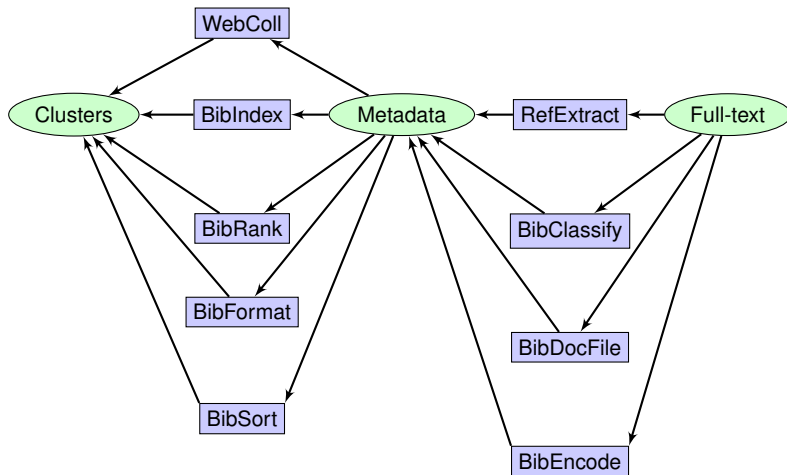 WebColl
Clusters
BibIndex
Metadata
RefExtract
Full-text
BibRank
BibClassify
BibFormat
BibDocFile
BibSort
BibEncode